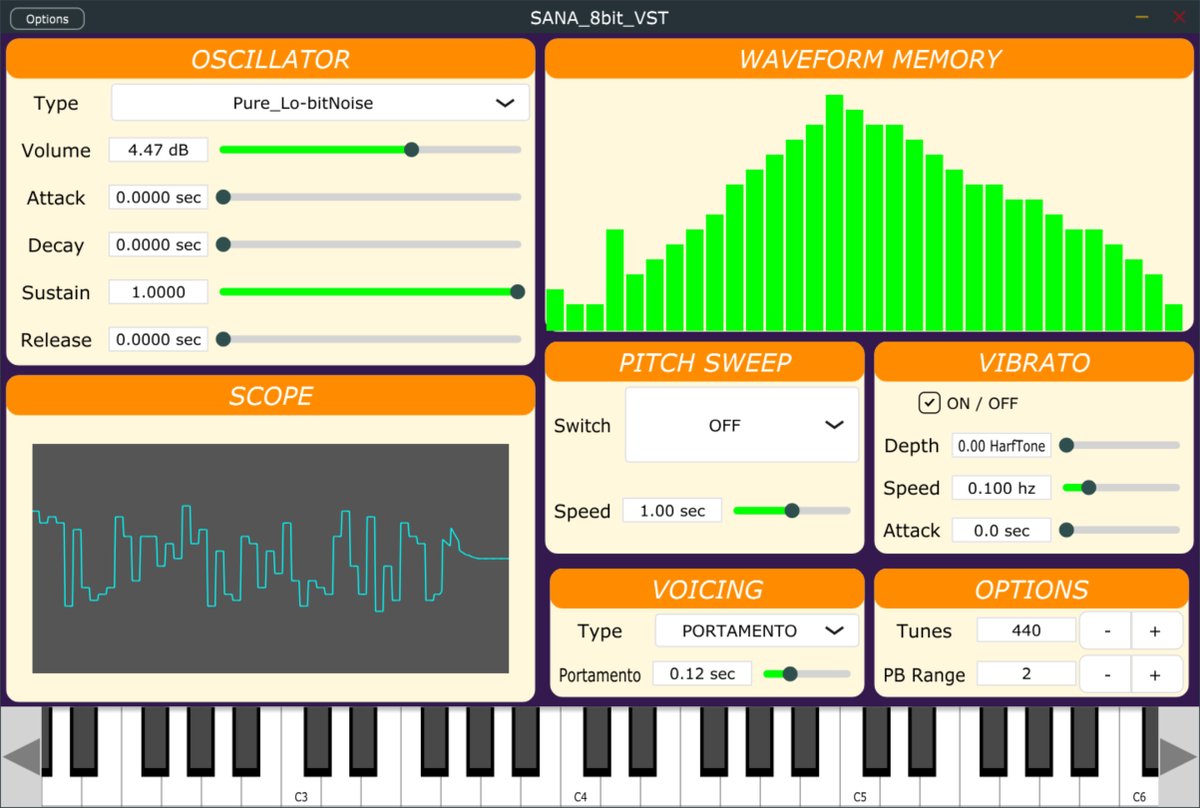 Options
SANA_8bit_VST
OSCILLATOR
Type
Pure_Lo-bitNoise
Volume
4.47 dB
Attack
0.0000 sec
Decay
0.0000 sec
Sustain
1.0000
Release
0.0000 sec
SCOPE
WAVEFORM MEMORY
PITCH SWEEP
Switch
OFF
Speed
1.00 sec
VIBRATO
ON / OFF
Depth
0.00 HarfTone
Speed
0.100 hz
Attack
0.0 sec
VOICING
Type
PORTAMENTO
Portamento
0.12 sec
OPTIONS
Tunes
440
-
+
PB Range
2
-
+
C3
C4
C5
C6